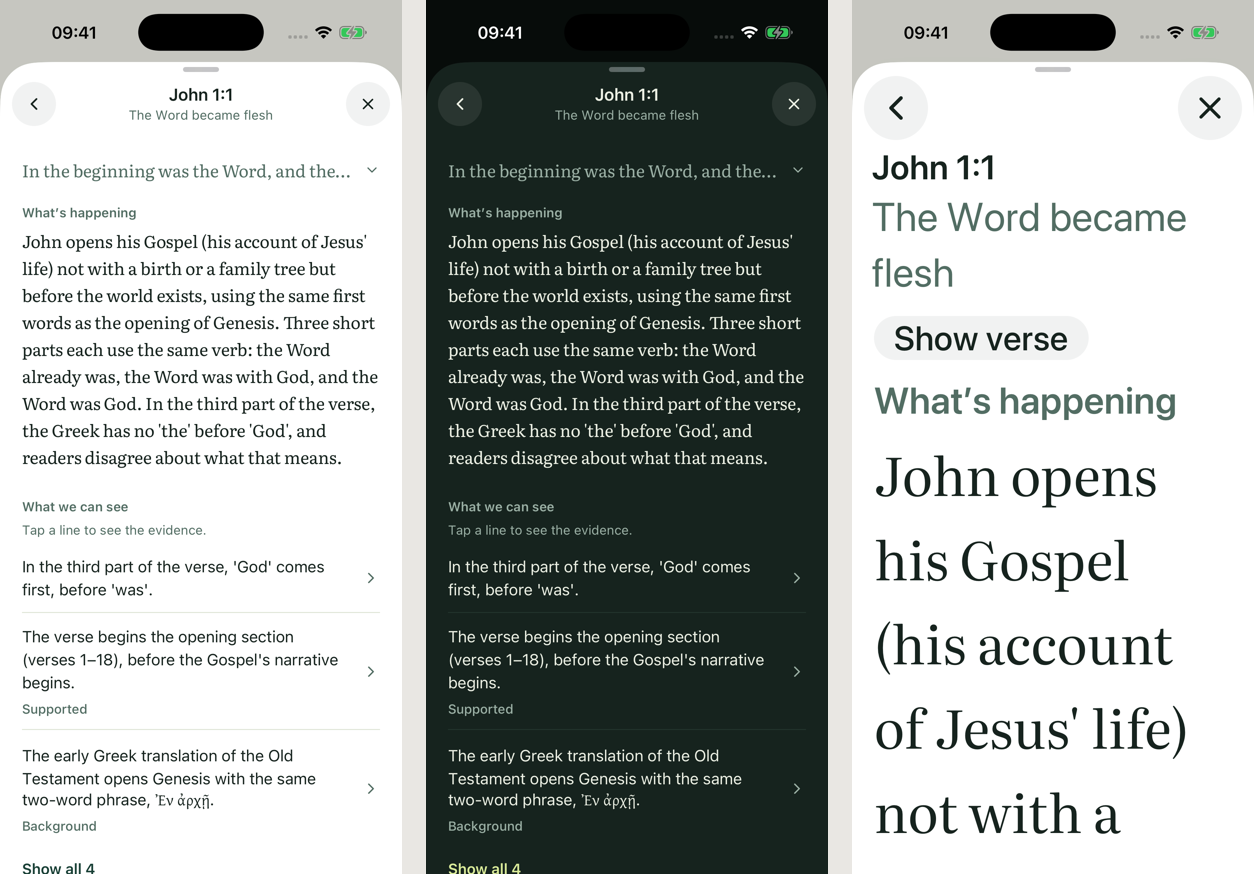 09:41
John 1:1
The Word became flesh
In the beginning was the Word, and the...
What's happening
John opens his Gospel (his account of Jesus'
life) not with a birth or a family tree but
before the world exists, using the same first
words as the opening of Genesis. Three short
parts each use the same verb: the Word
already was, the Word was with God, and the
Word was God. In the third part of the verse,
the Greek has no 'the' before 'God', and
readers disagree about what that means.
What we can see
Tap a line to see the evidence.
In the third part of the verse, 'God' comes
first, before 'was'.
The verse begins the opening section
(verses 1–18), before the Gospel's narrative
begins.
Supported
The early Greek translation of the Old
Testament opens Genesis with the same
two-word phrase, Ἐν ἀρχῇ.
Background
Show all 4
09:41
John 1:1
The Word became flesh
In the beginning was the Word, and the...
What's happening
John opens his Gospel (his account of Jesus'
life) not with a birth or a family tree but
before the world exists, using the same first
words as the opening of Genesis. Three short
parts each use the same verb: the Word
already was, the Word was with God, and the
Word was God. In the third part of the verse,
the Greek has no 'the' before 'God', and
readers disagree about what that means.
What we can see
Tap a line to see the evidence.
In the third part of the verse, 'God' comes
first, before 'was'.
The verse begins the opening section
(verses 1–18), before the Gospel's narrative
begins.
Supported
The early Greek translation of the Old
Testament opens Genesis with the same
two-word phrase, Ἐν ἀρχῇ.
Background
Show all 4
09:41
John 1:1
The Word became
flesh
Show verse
What's happening
John opens
his Gospel
(his account
of Jesus' life)
not with a